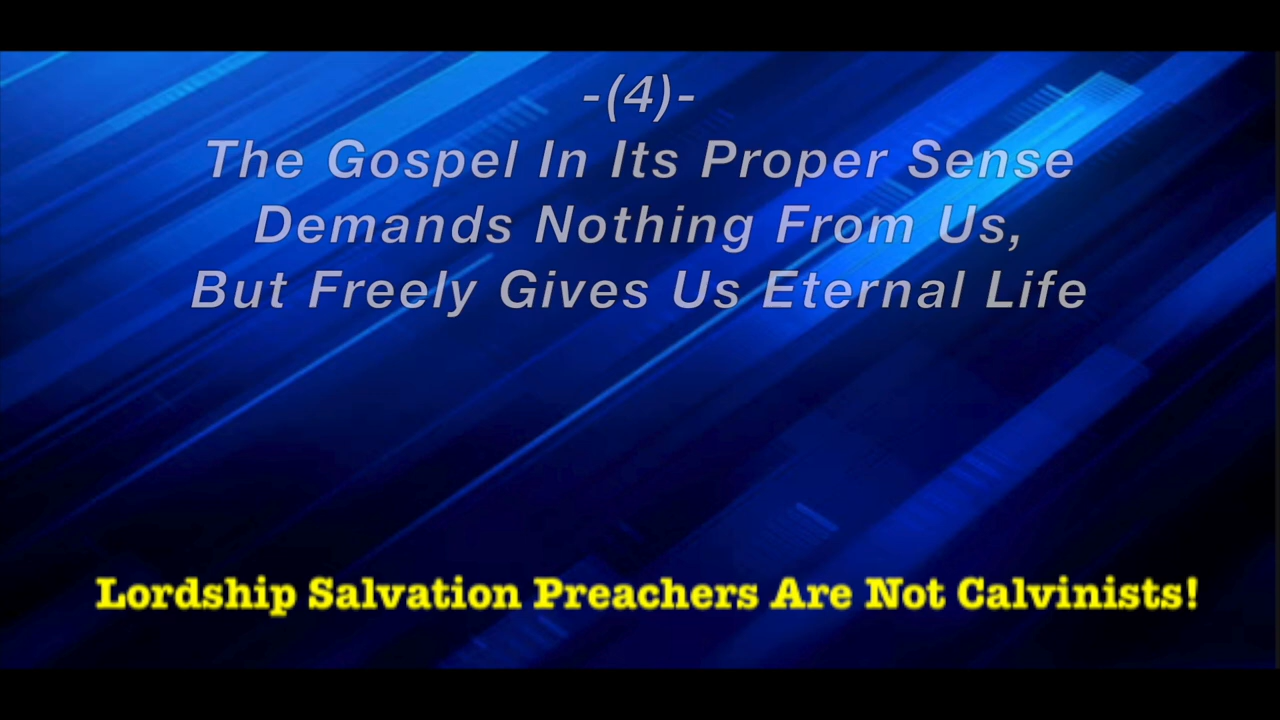 -(4)-
The Gospel In Its Proper Sense
Demands Nothing From Us,
But Freely Gives Us Eternal Life
Lordship Salvation Preachers Are Not Calvinists!